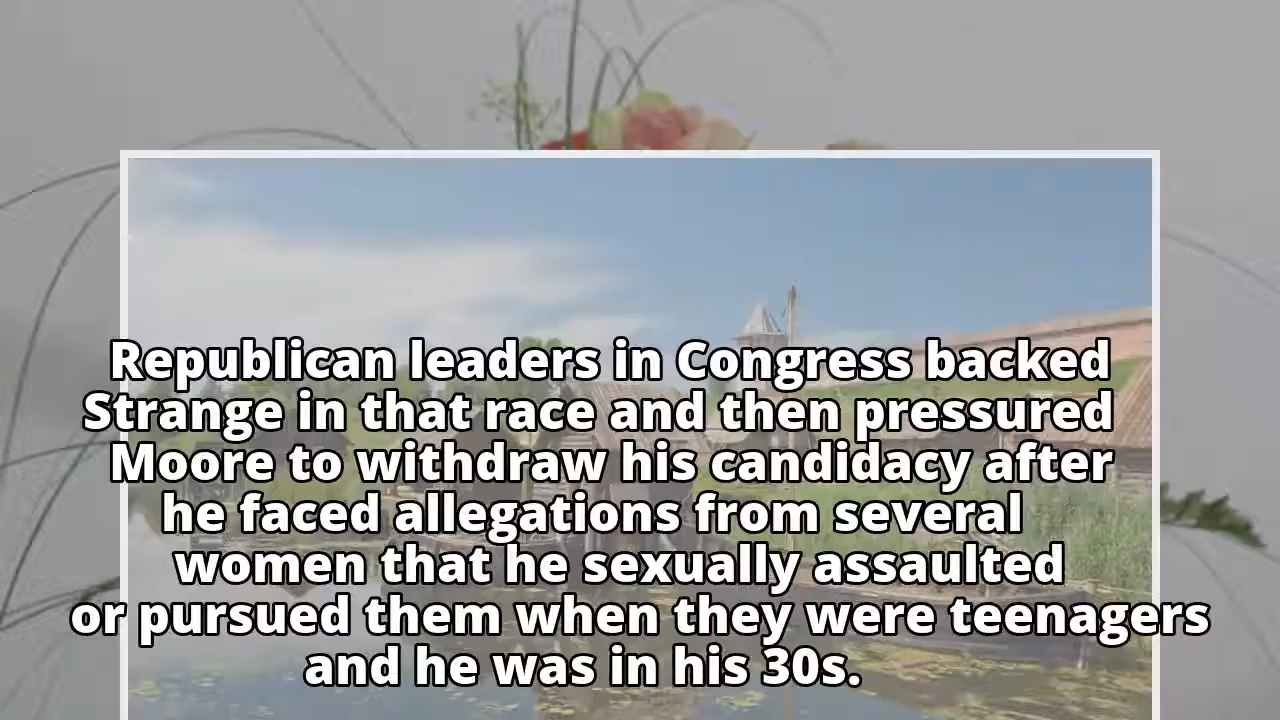 Republican leaders in Congress backed
Strange in that race and then pressured
Moore to withdraw his candidacy after
he faced allegations from several
women that he sexually assaulted
or pursued them when they were teenagers
and he was in his 30s.